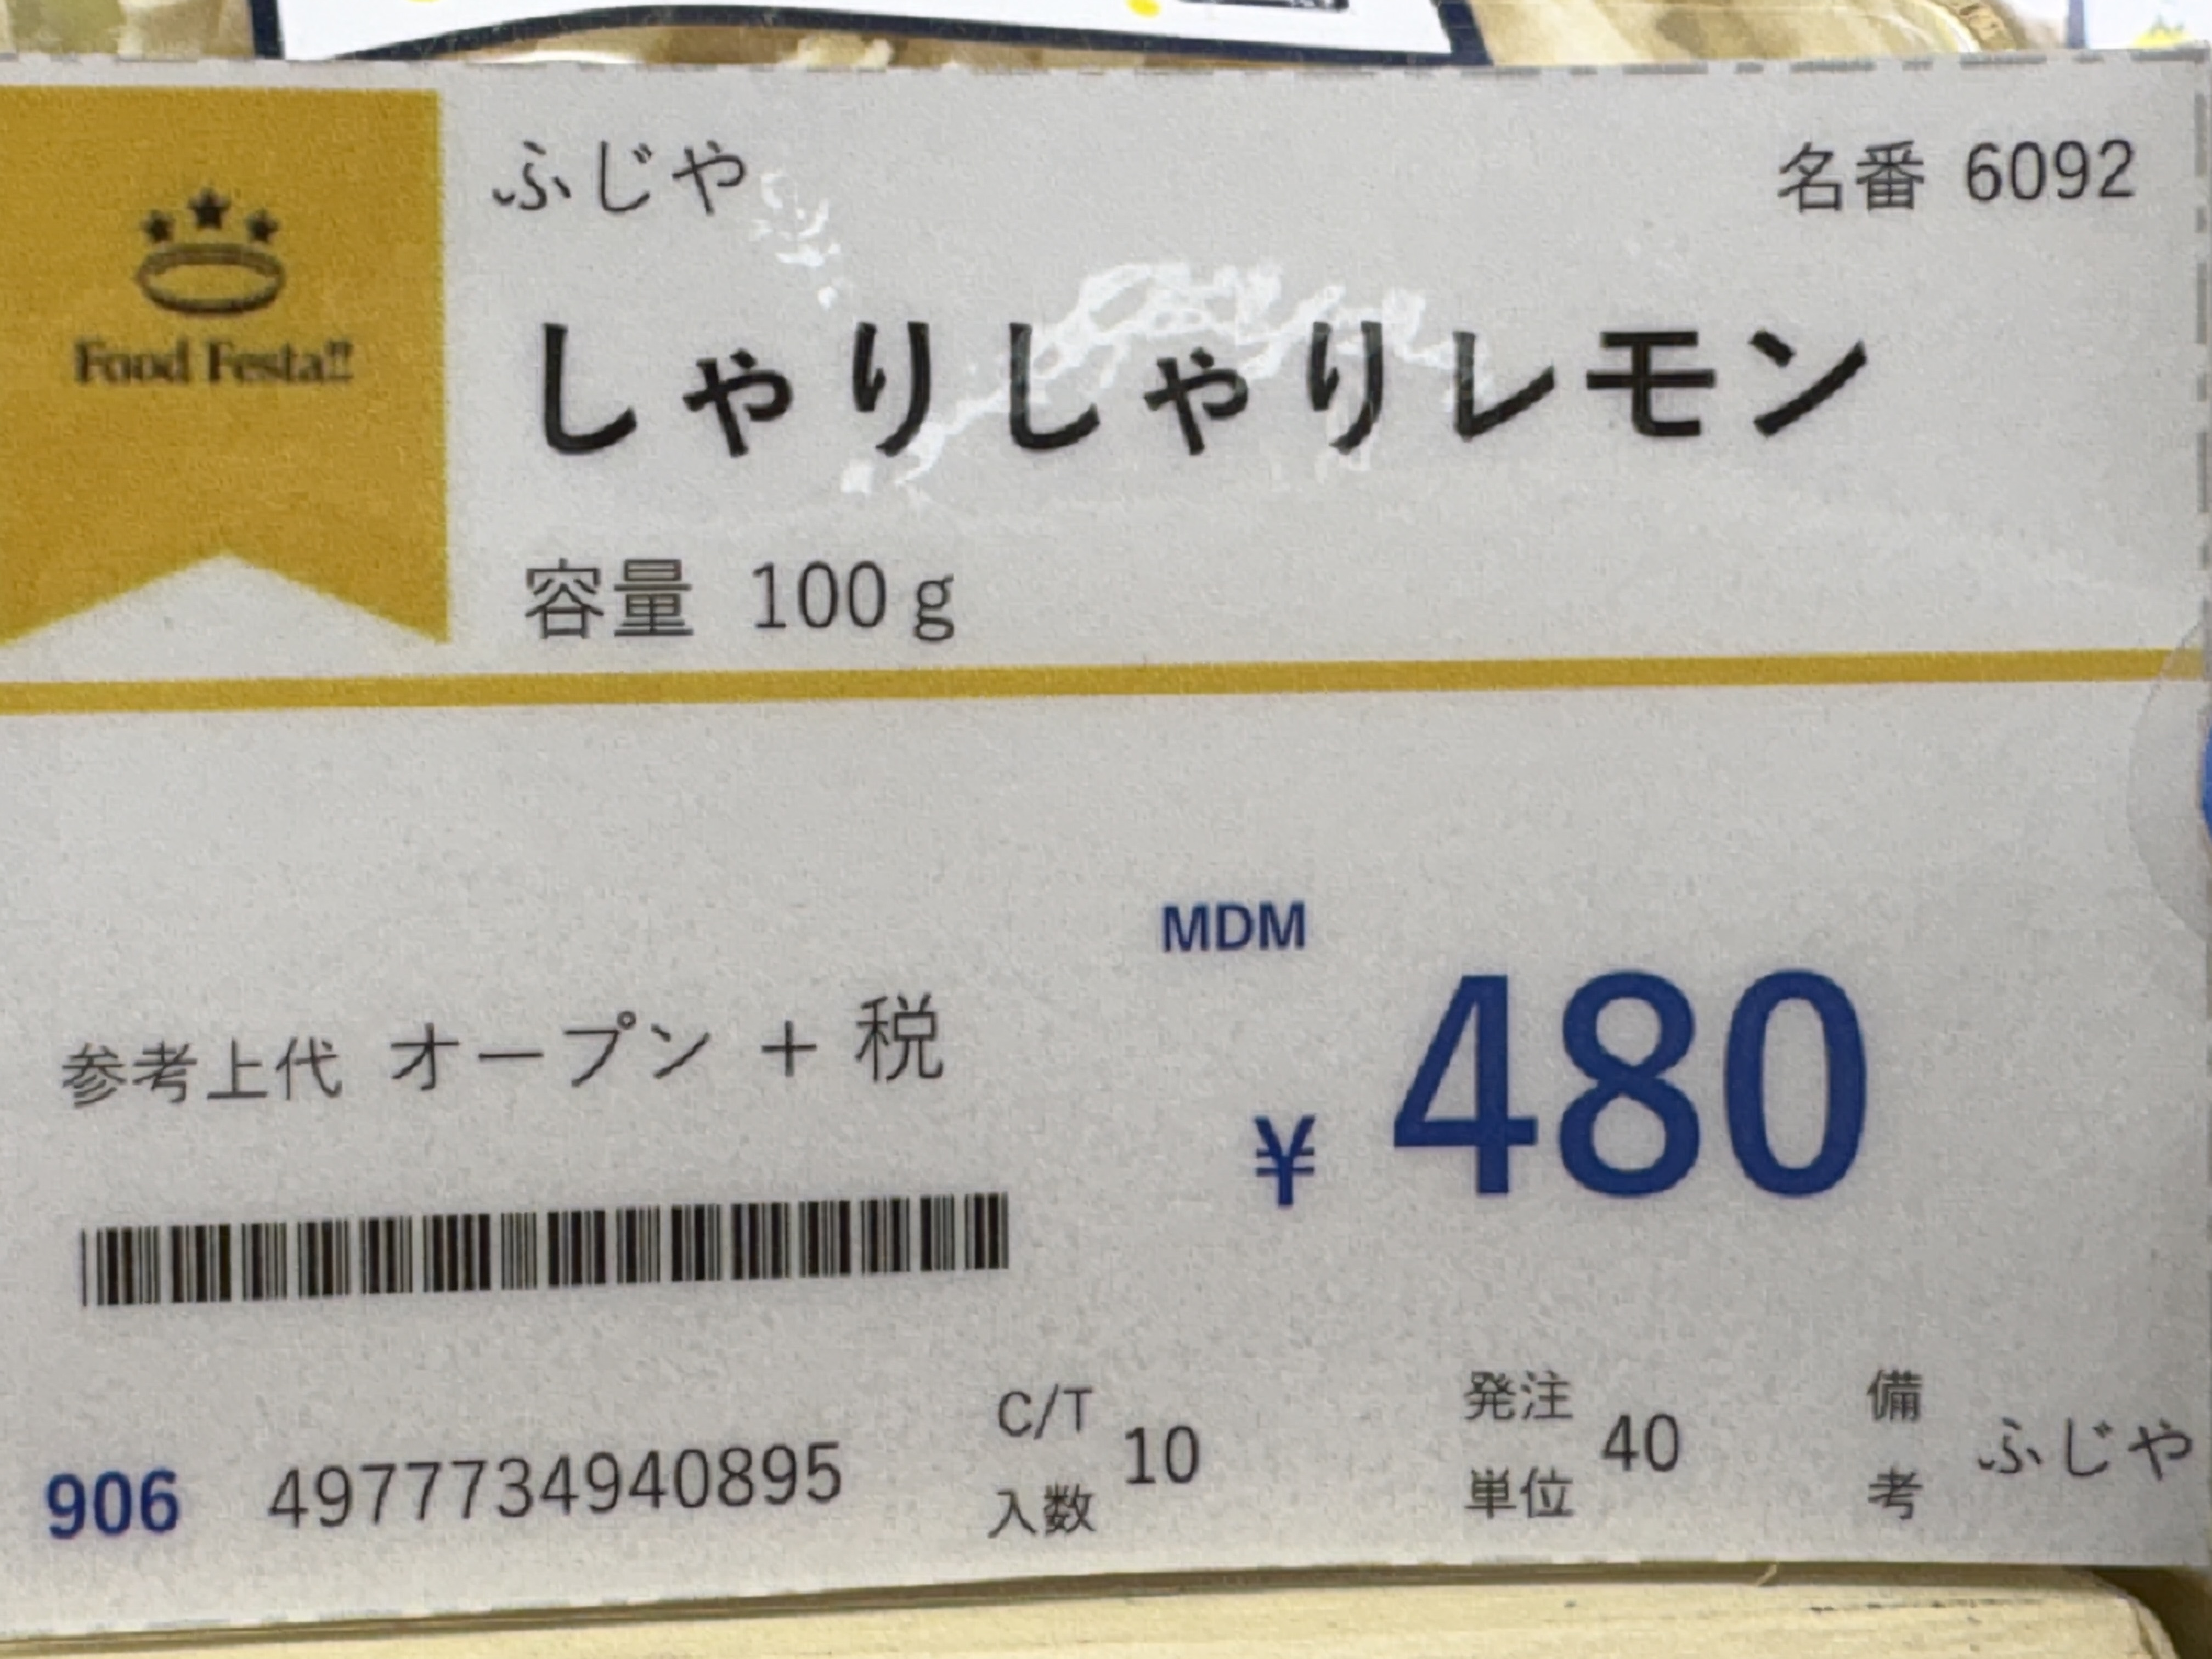 Food Festa!!
ふじや
名番 6092
しゃりしゃりレモン
容量 100g
MDM
参考上代 オープン + 税
¥ 480
906 4977734940895
C/T入数 10
発注単位 40
備考 ふじや